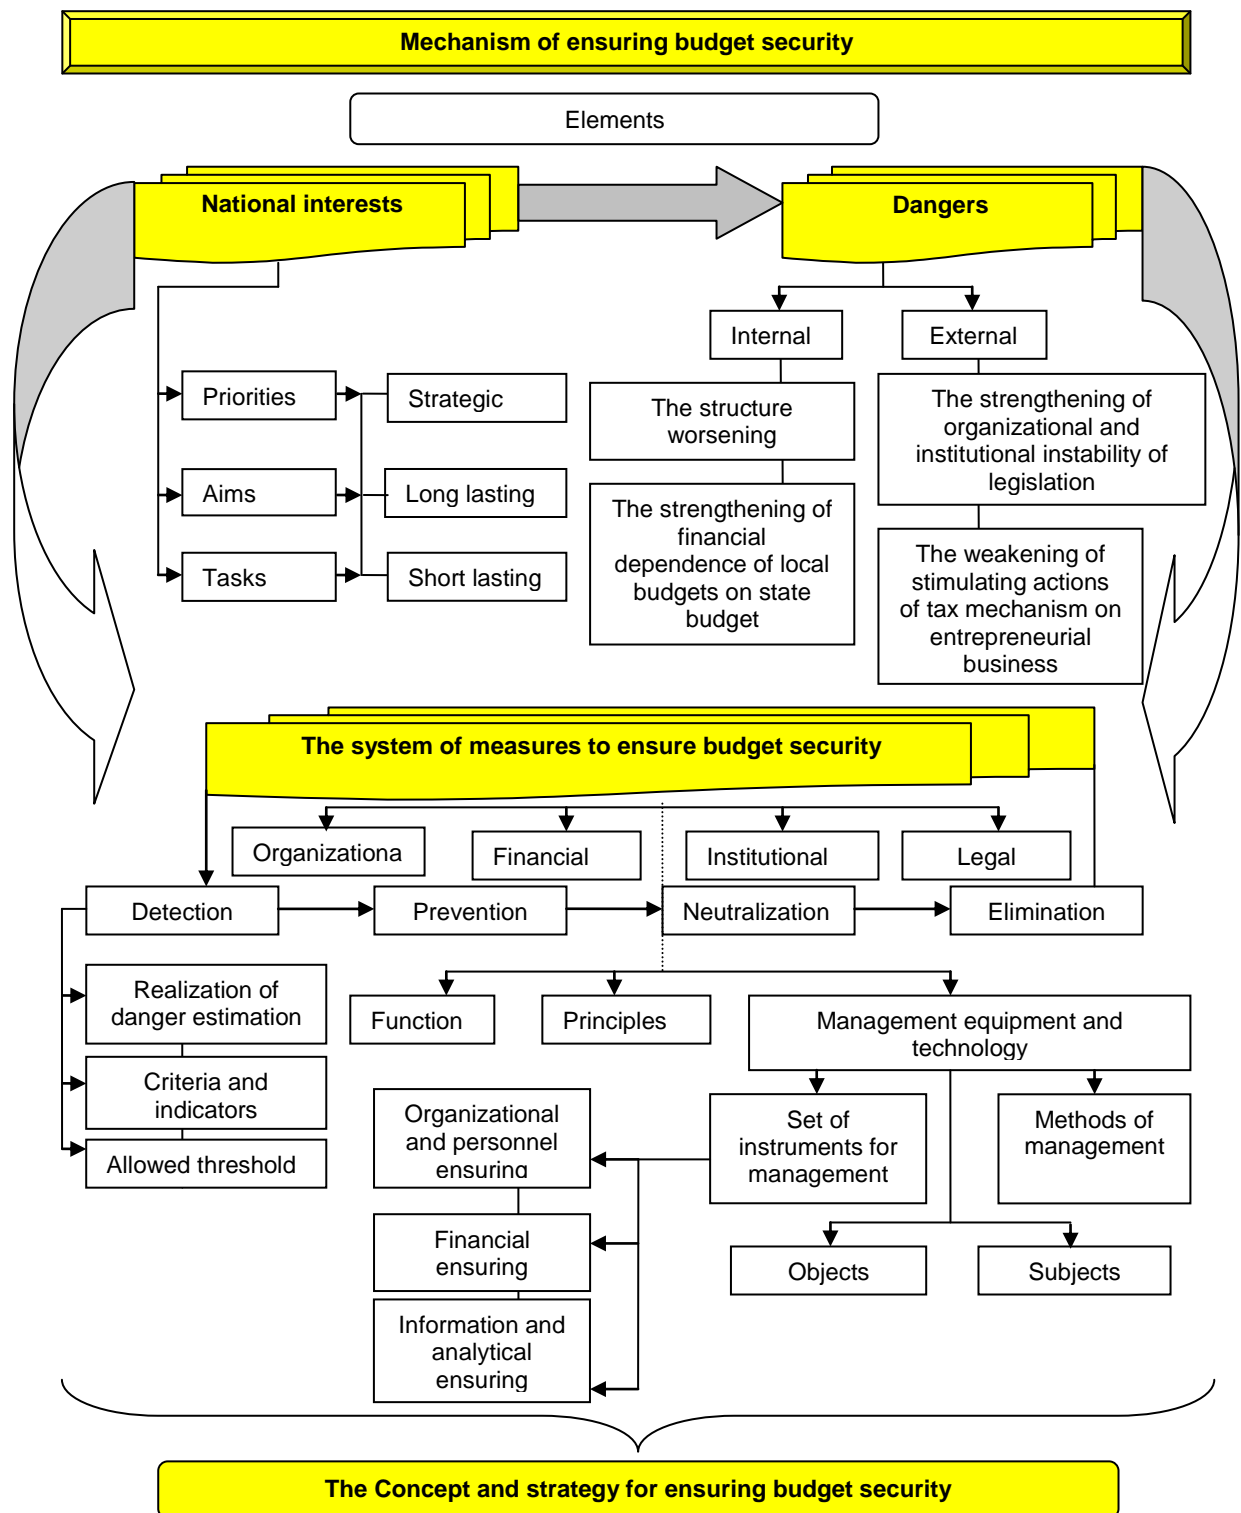 Mechanism of ensuring budget security
Elements
National interests
Dangers
Internal
External
Priorities
Strategic
The structure
worsening
The strengthening of
organizational and
institutional instability of
legislation
Aims
Long lasting
The strengthening of
financial
dependence of local
budgets on state
budget
Tasks
Short lasting
The weakening of
stimulating actions
of tax mechanism on
entrepreneurial
business
The system of measures to ensure budget security
Organizationa
Financial
Institutional
Legal
Detection
Prevention
Neutralization
Elimination
Realization of
danger estimation
Function
Principles
Management equipment and
technology
Criteria and
indicators
Allowed threshold
Organizational
and personnel
ensuring
Set of
instruments for
management
Methods of
management
Financial
ensuring
Objects
Subjects
Information and
analytical
ensuring
The Concept and strategy for ensuring budget security